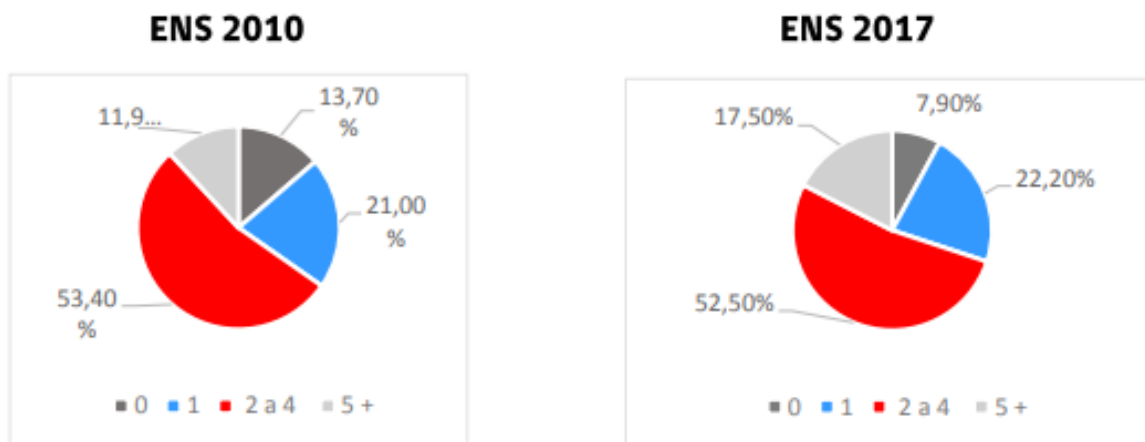 ENS 2010
13,70
%
11,9...
21,00
%
53,40
%
0 1 2 a 4 5 +
ENS 2017
7,90%
17,50%
22,20%
52,50%
0 1 2 a 4 5 +